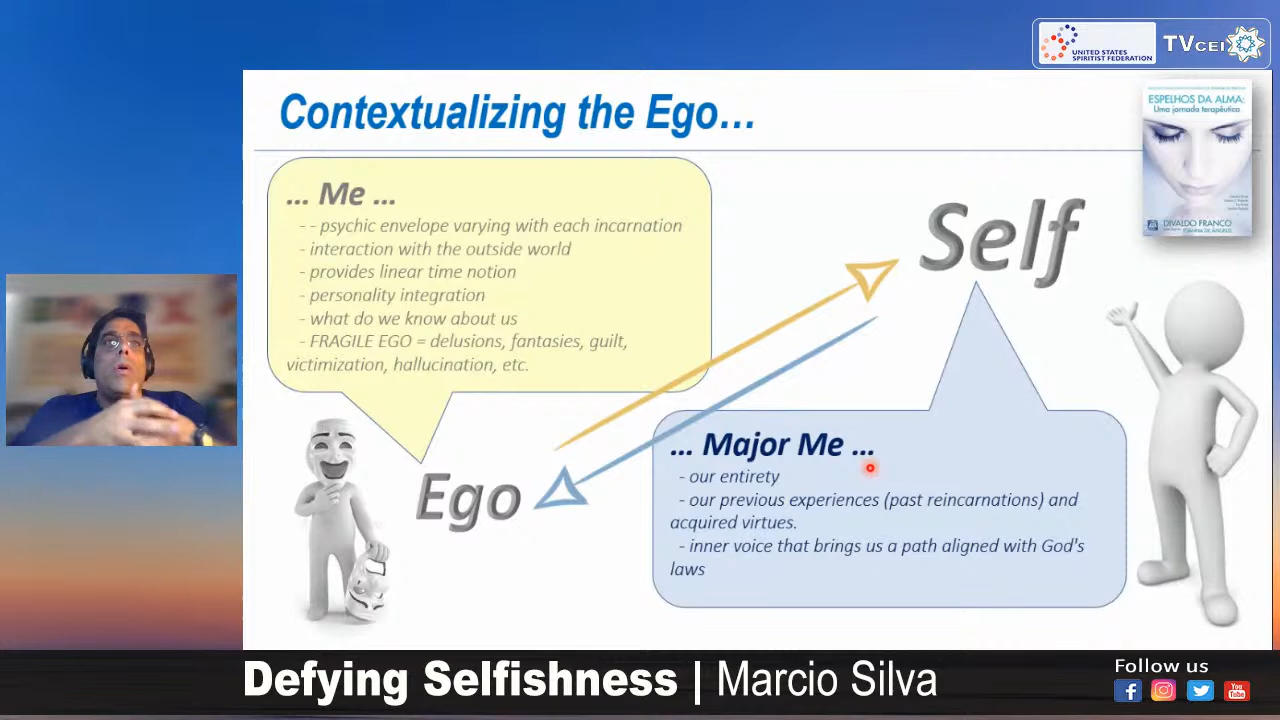 UNITED STATES
SPIRITIST FEDERATION
TVCEI
Contextualizing the Ego...
ESPELHOS DA ALMA:
Uma jornada terapêutica
DIVALDO FRANCO
... Me ...
- - psychic envelope varying with each incarnation
- interaction with the outside world
- provides linear time notion
- personality integration
- what do we know about us
- FRAGILE EGO = delusions, fantasies, guilt,
victimization, hallucination, etc.
Self
Ego
... Major Me ...
- our entirety
- our previous experiences (past reincarnations) and
acquired virtues.
- inner voice that brings us a path aligned with God's
laws
Defying Selfishness | Marcio Silva
Follow us
You
Tube